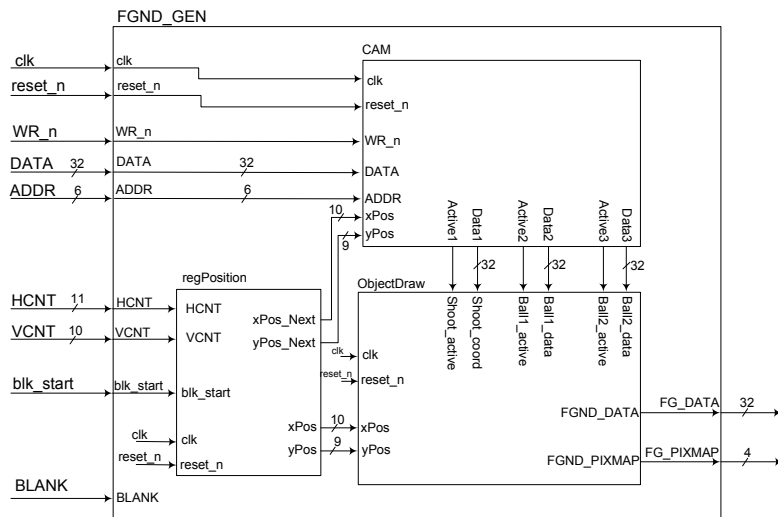 FGND_GEN
CAM
clk
clk
clk
reset_n
reset_n
reset_n
WR_n
WR_n
WR_n
DATA
32
DATA
32
DATA
ADDR
6
ADDR
6
ADDR
10
xPos
9
yPos
Active1
Data1
Active2
Data2
Active3
Data3
32
32
32
regPosition
ObjectDraw
HCNT
11
HCNT
HCNT
xPos_Next
VCNT
10
VCNT
VCNT
yPos_Next
Shoot_active
Shoot_coord
Ball1_active
Ball1_data
Ball2_active
Ball2_data
clk
clk
reset_n
reset_n
blk_start
blk_start
blk_start
xPos
10
xPos
yPos
9
yPos
clk
clk
reset_n
reset_n
FGND_DATA
FG_DATA
32
FGND_PIXMAP
FG_PIXMAP
4
BLANK
BLANK